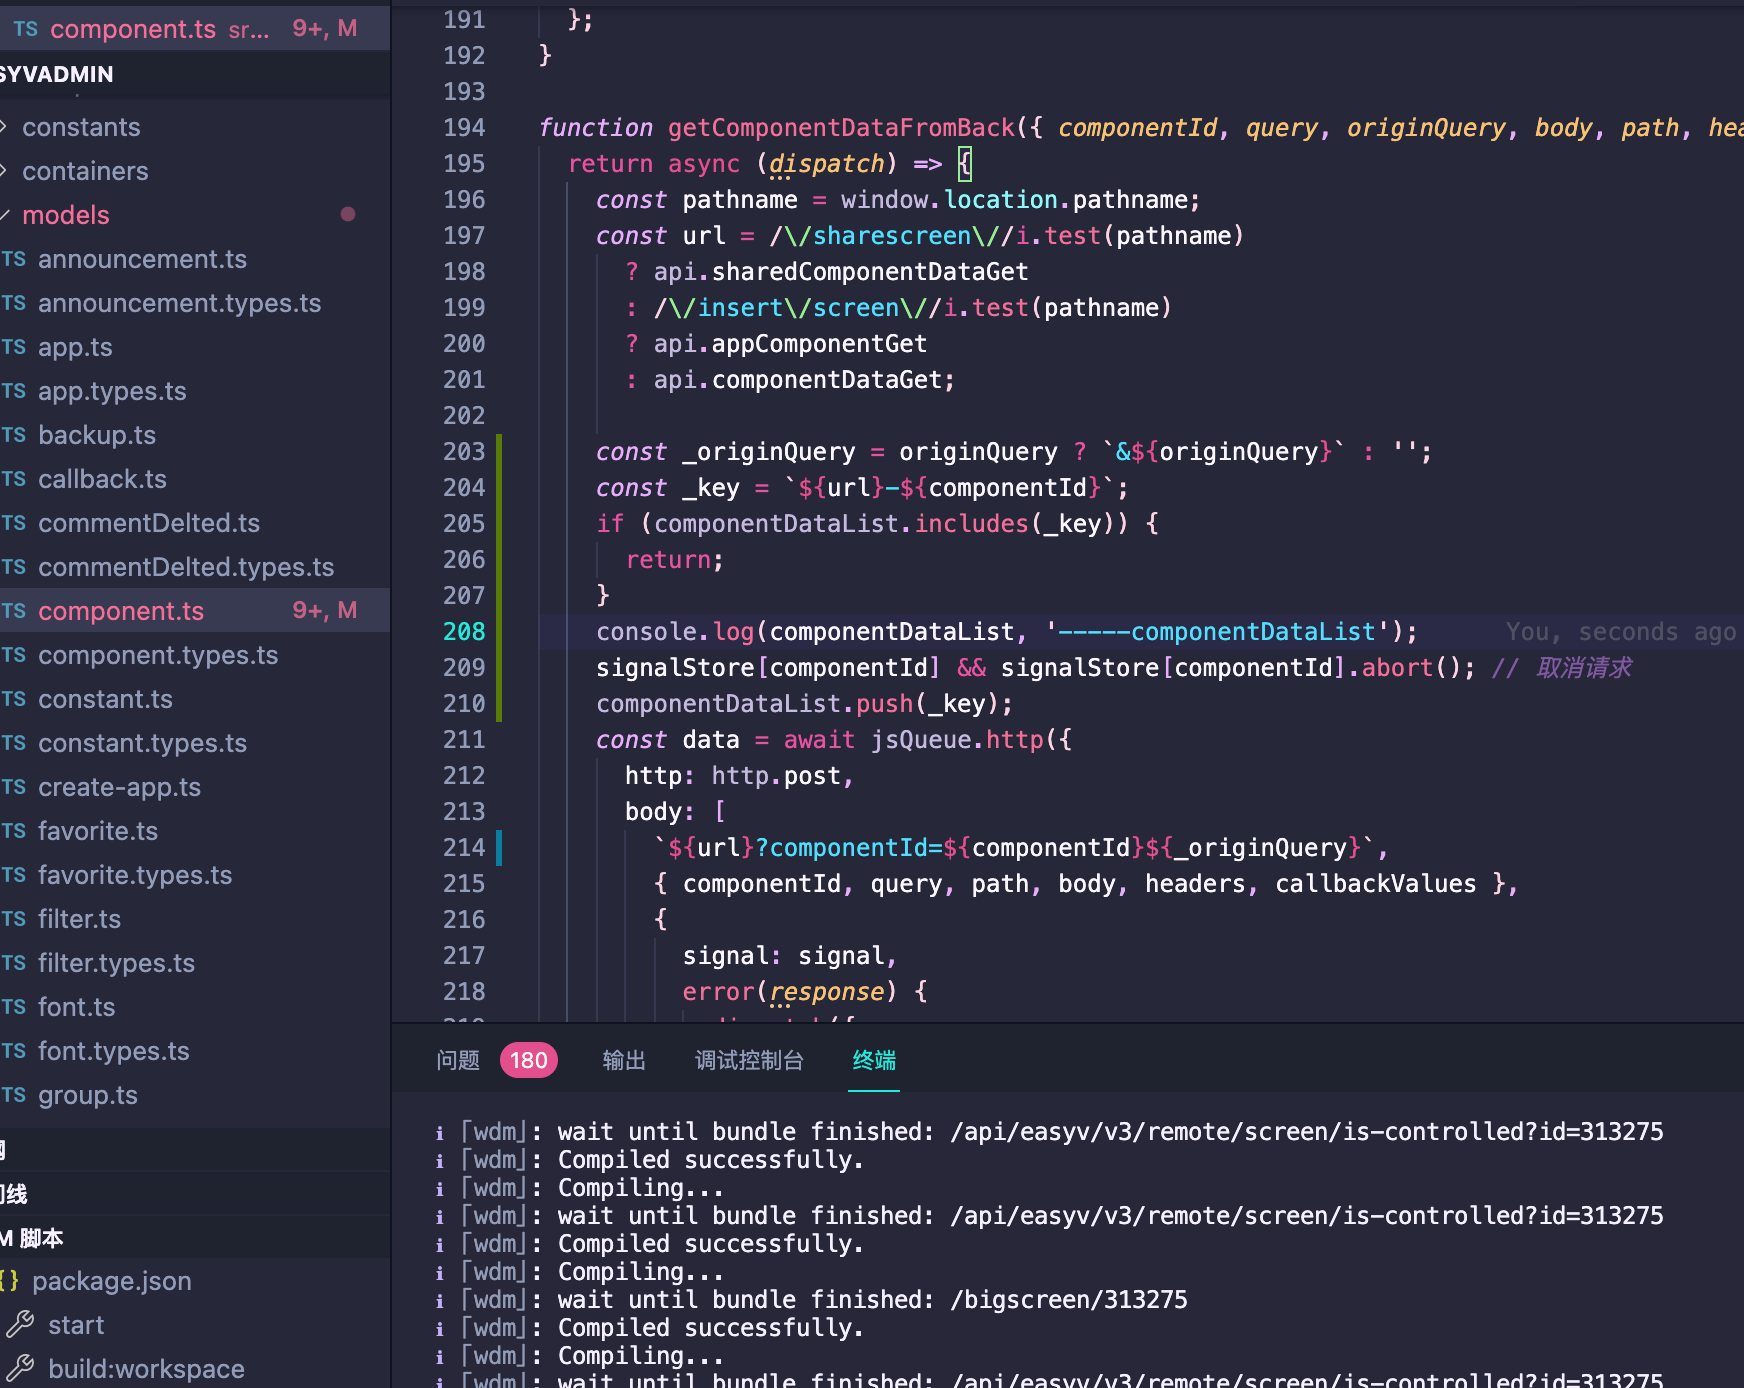 TS component.ts sr... 9+, M
SYVADMIN
constants
containers
models
TS announcement.ts
TS announcement.types.ts
TS app.ts
TS app.types.ts
TS backup.ts
TS callback.ts
TS commentDelted.ts
TS commentDelted.types.ts
TS component.ts 9+, M
TS component.types.ts
TS constant.ts
TS constant.types.ts
TS create-app.ts
TS favorite.ts
TS favorite.types.ts
TS filter.ts
TS filter.types.ts
TS font.ts
TS font.types.ts
TS group.ts
线
M 脚本
{} package.json
start
build:workspace
191 };
192 }
193
194 function getComponentDataFromBack({ componentId, query, originQuery, body, path, hea
195 return async (dispatch) => {
196 const pathname = window.location.pathname;
197 const url = /\/sharescreen\//i.test(pathname)
198 ? api.sharedComponentDataGet
199 : /\/insert\/screen\//i.test(pathname)
200 ? api.appComponentGet
201 : api.componentDataGet;
202
203 const _originQuery = originQuery ? `&${originQuery}` : '';
204 const _key = `${url}-${componentId}`;
205 if (componentDataList.includes(_key)) {
206 return;
207 }
208 console.log(componentDataList, '-----componentDataList'); You, seconds ago
209 signalStore[componentId] && signalStore[componentId].abort(); // 取消请求
210 componentDataList.push(_key);
211 const data = await jsQueue.http({
212 http: http.post,
213 body: [
214 `${url}?componentId=${componentId}${_originQuery}`,
215 { componentId, query, path, body, headers, callbackValues },
216 {
217 signal: signal,
218 error(response) {
问题 180 输出 调试控制台 终端
i ｢wdm｣: wait until bundle finished: /api/easyv/v3/remote/screen/is-controlled?id=313275
i ｢wdm｣: Compiled successfully.
i ｢wdm｣: Compiling...
i ｢wdm｣: wait until bundle finished: /api/easyv/v3/remote/screen/is-controlled?id=313275
i ｢wdm｣: Compiled successfully.
i ｢wdm｣: Compiling...
i ｢wdm｣: wait until bundle finished: /bigscreen/313275
i ｢wdm｣: Compiled successfully.
i ｢wdm｣: Compiling...
i ｢wdm｣: wait until bundle finished: /api/easyv/v3/remote/screen/is-controlled?id=313275